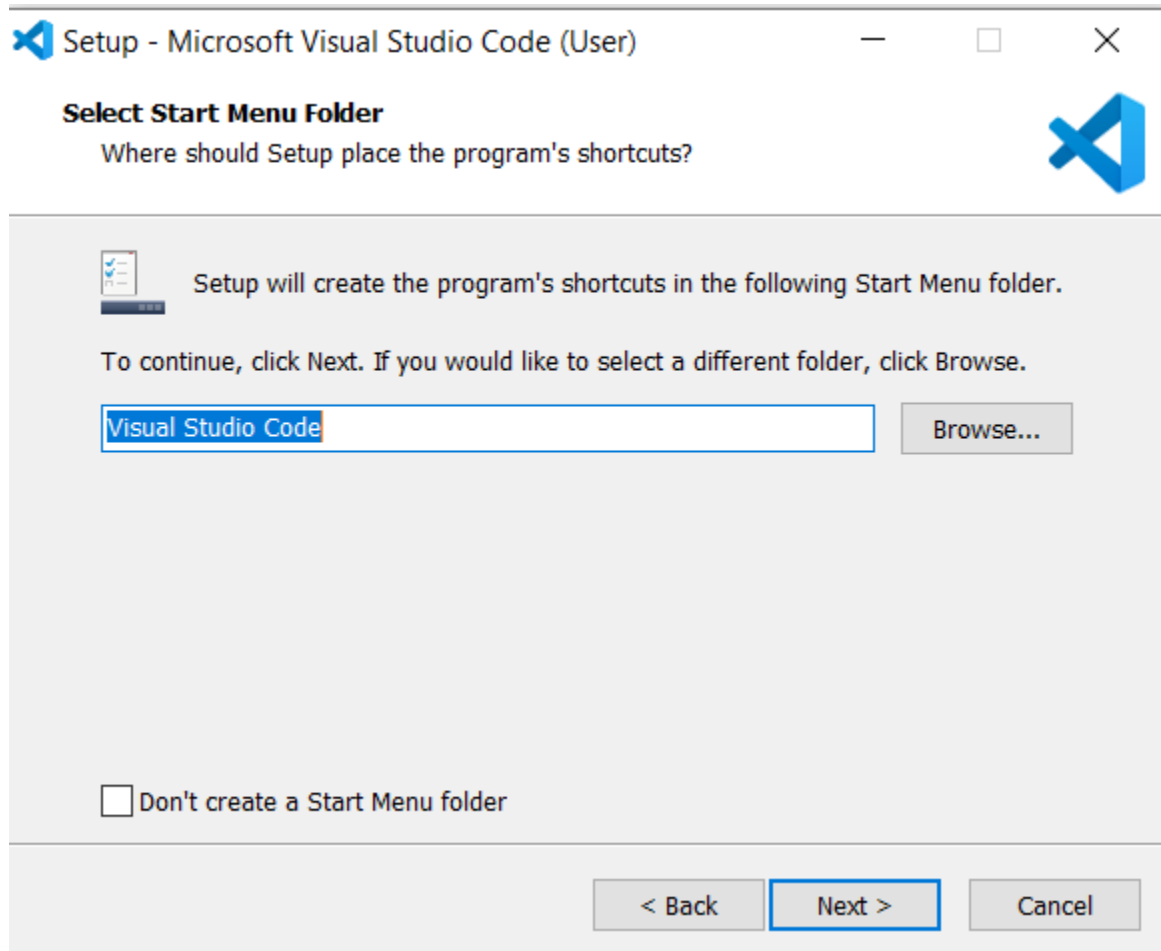 Setup - Microsoft Visual Studio Code (User)
Select Start Menu Folder
Where should Setup place the program's shortcuts?
Setup will create the program's shortcuts in the following Start Menu folder.
To continue, click Next. If you would like to select a different folder, click Browse.
Visual Studio Code
Browse...
Don't create a Start Menu folder
< Back
Next >
Cancel